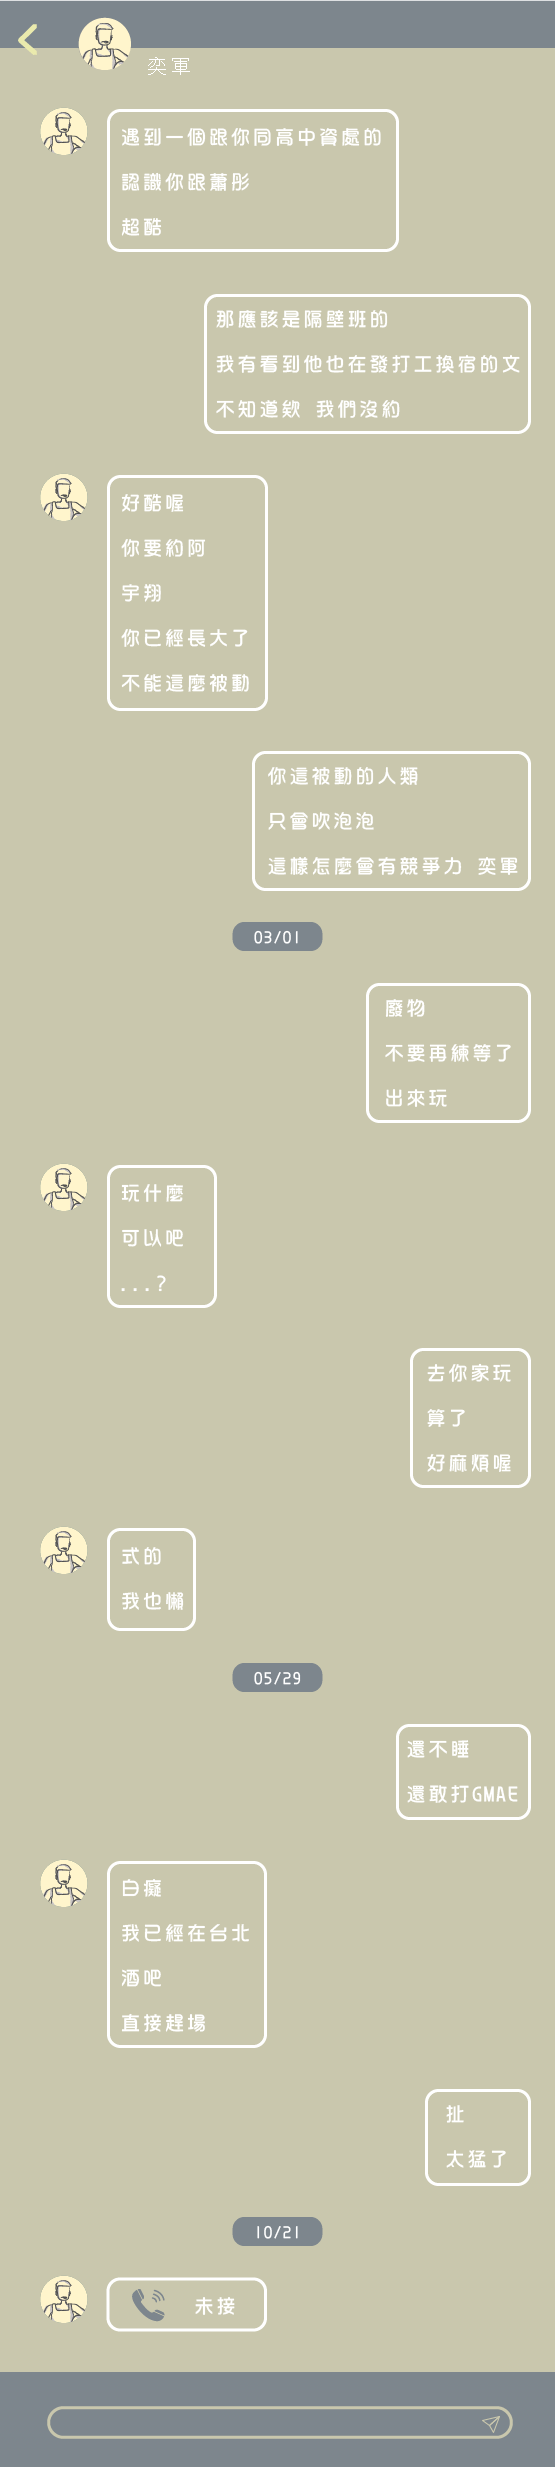 奕軍
遇到一個跟你同高中資處的
認識你跟蕭彤
超酷
那應該是隔壁班的
我有看到他也在發打工換宿的文
不知道欸 我們沒約
好酷喔
你要約阿
宇翔
你已經長大了
不能這麼被動
你這被動的人類
只會吹泡泡
這樣怎麼會有競爭力 奕軍
03/01
廢物
不要再練等了
出來玩
玩什麼
可以吧
...?
去你家玩
算了
好麻煩喔
式的
我也懶
05/29
還不睡
還敢打GMAE
白癡
我已經在台北
酒吧
直接趕場
扯
太猛了
10/21
未接